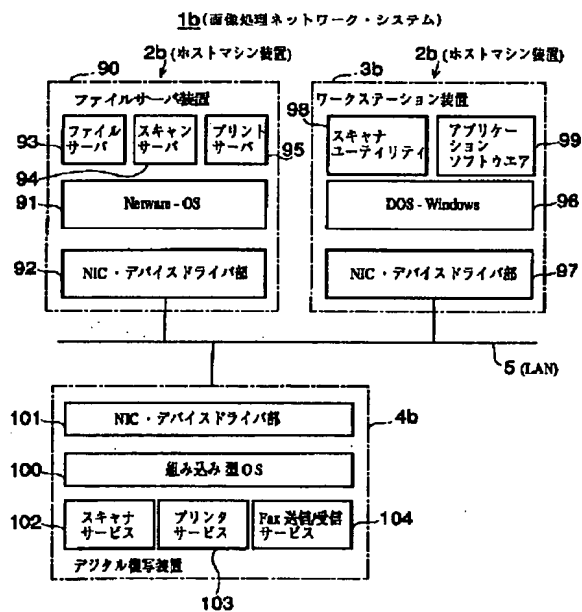 1b(画像処理ネットワーク・システム)
90
2b(ホストマシン装置)
3b
2b(ホストマシン装置)
ファイルサーバ装置
ワークステーション装置
93
ファイル
サーバ
94
スキャン
サーバ
プリント
サーバ
95
98
スキャナ
ユーテイリティ
アプリケー
ション
ソフトウエア
99
91
Netware-OS
DOS-Windows
96
92
NIC・デバイスドライバ部
NIC・デバイスドライバ部
97
5(LAN)
101
NIC・デバイスドライバ部
4b
100
組み込み型OS
102
スキャナ
サービス
プリンタ
サービス
Fax送信/受信
サービス
104
デジタル複写装置
103